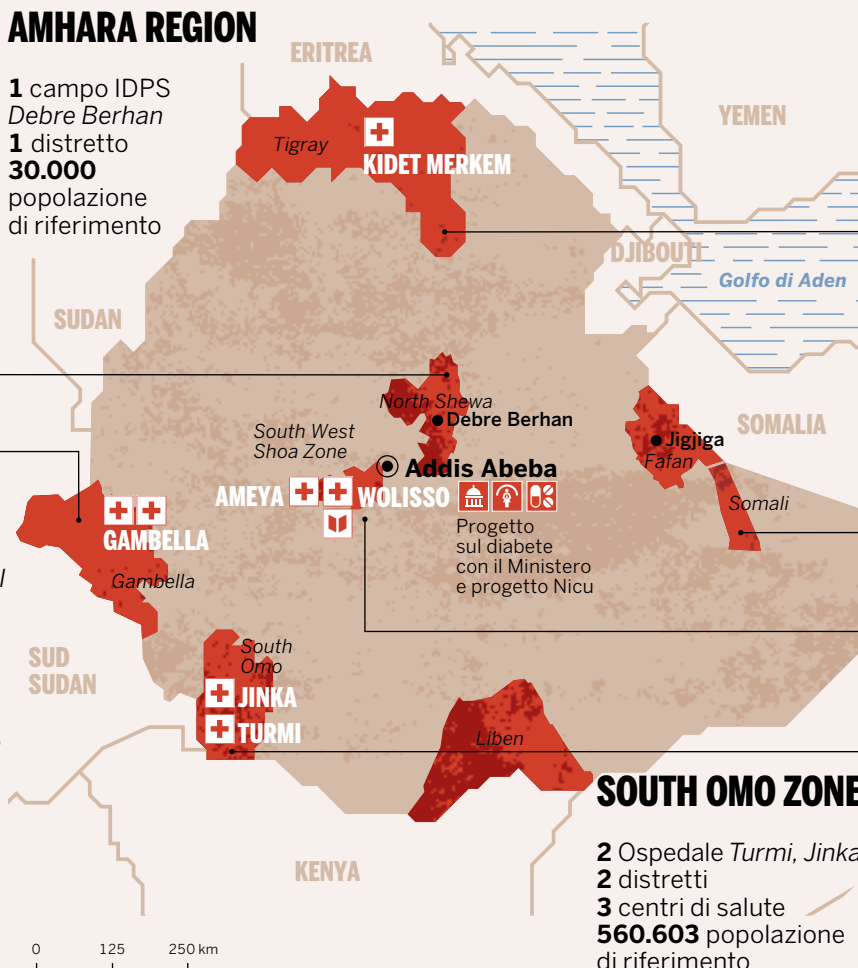 AMHARA REGION
1 campo IDPS
Debre Berhan
1 distretto
30.000
popolazione
di riferimento
ERITREA
YEMEN
Tigray
KIDET MERKEM
DJIBOUTI
Golfo di Aden
SUDAN
North Shewa
Debre Berhan
South West
Shoa Zone
SOMALIA
Jigjiga
Fafan
Addis Abeba
AMEYA
WOLISSO
Somali
Progetto
sul diabete
con il Ministero
e progetto Nicu
GAMBELLA
Gambella
l
SUD
SUDAN
South
Omo
JINKA
TURMI
Liben
SOUTH OMO ZONE
2 Ospedale Turmi, Jinka
2 distretti
3 centri di salute
560.603 popolazione
di riferimento
KENYA
0 125 250 km